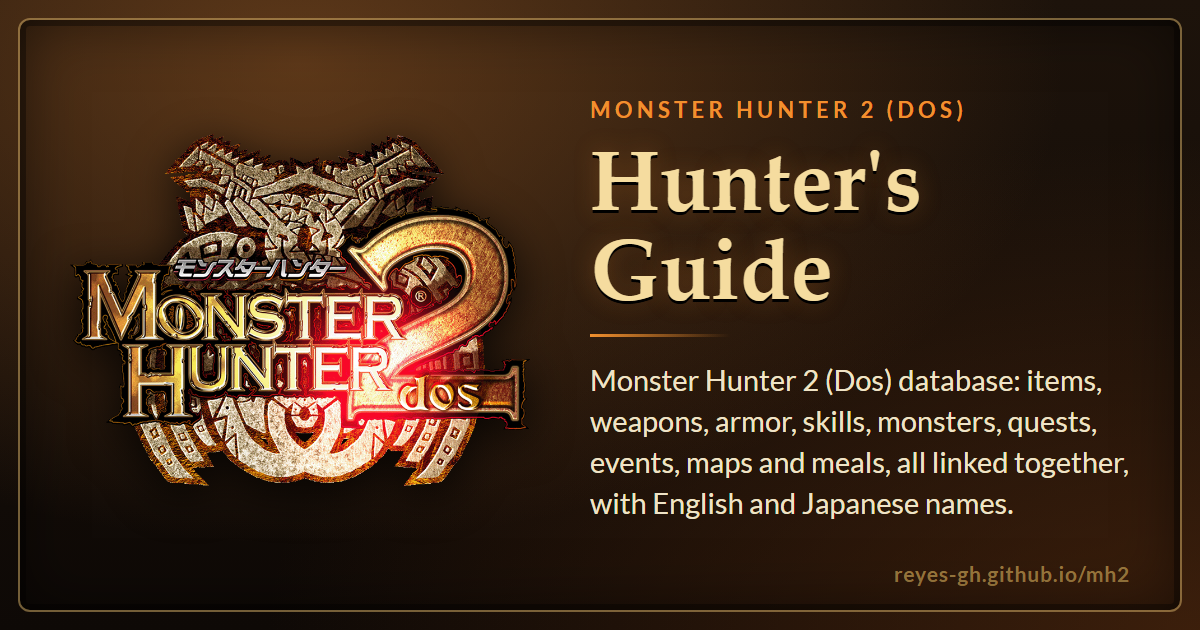 モンスターハンター
MONSTER
HUNTER
2
®
dos
MONSTER HUNTER 2 (DOS)
Hunter's
Guide
Monster Hunter 2 (Dos) database: items,
weapons, armor, skills, monsters, quests,
events, maps and meals, all linked together,
with English and Japanese names.
reyes-gh.github.io/mh2